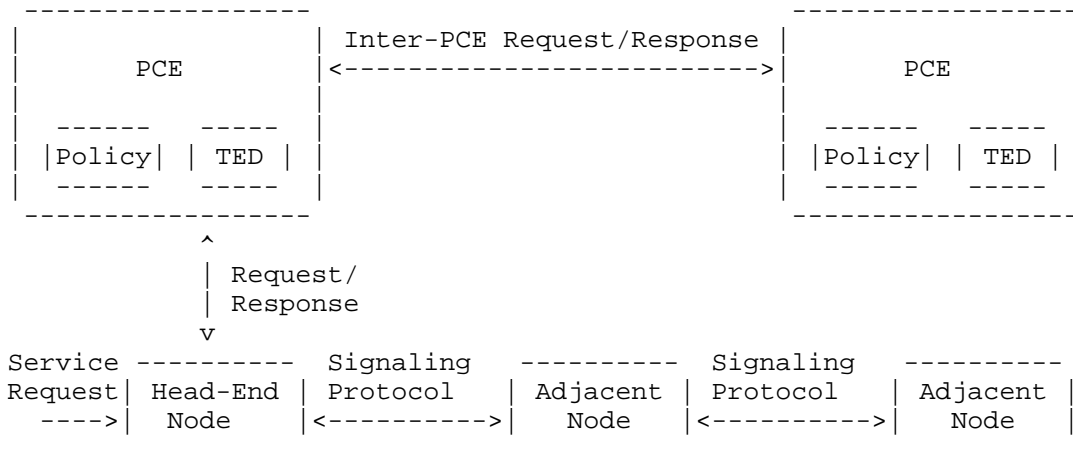 Inter-PCE Request/Response
PCE PCE
Policy TED Policy TED
Request/
Response
Service Signaling Signaling
Request Head-End Protocol Adjacent Protocol Adjacent
Node Node Node